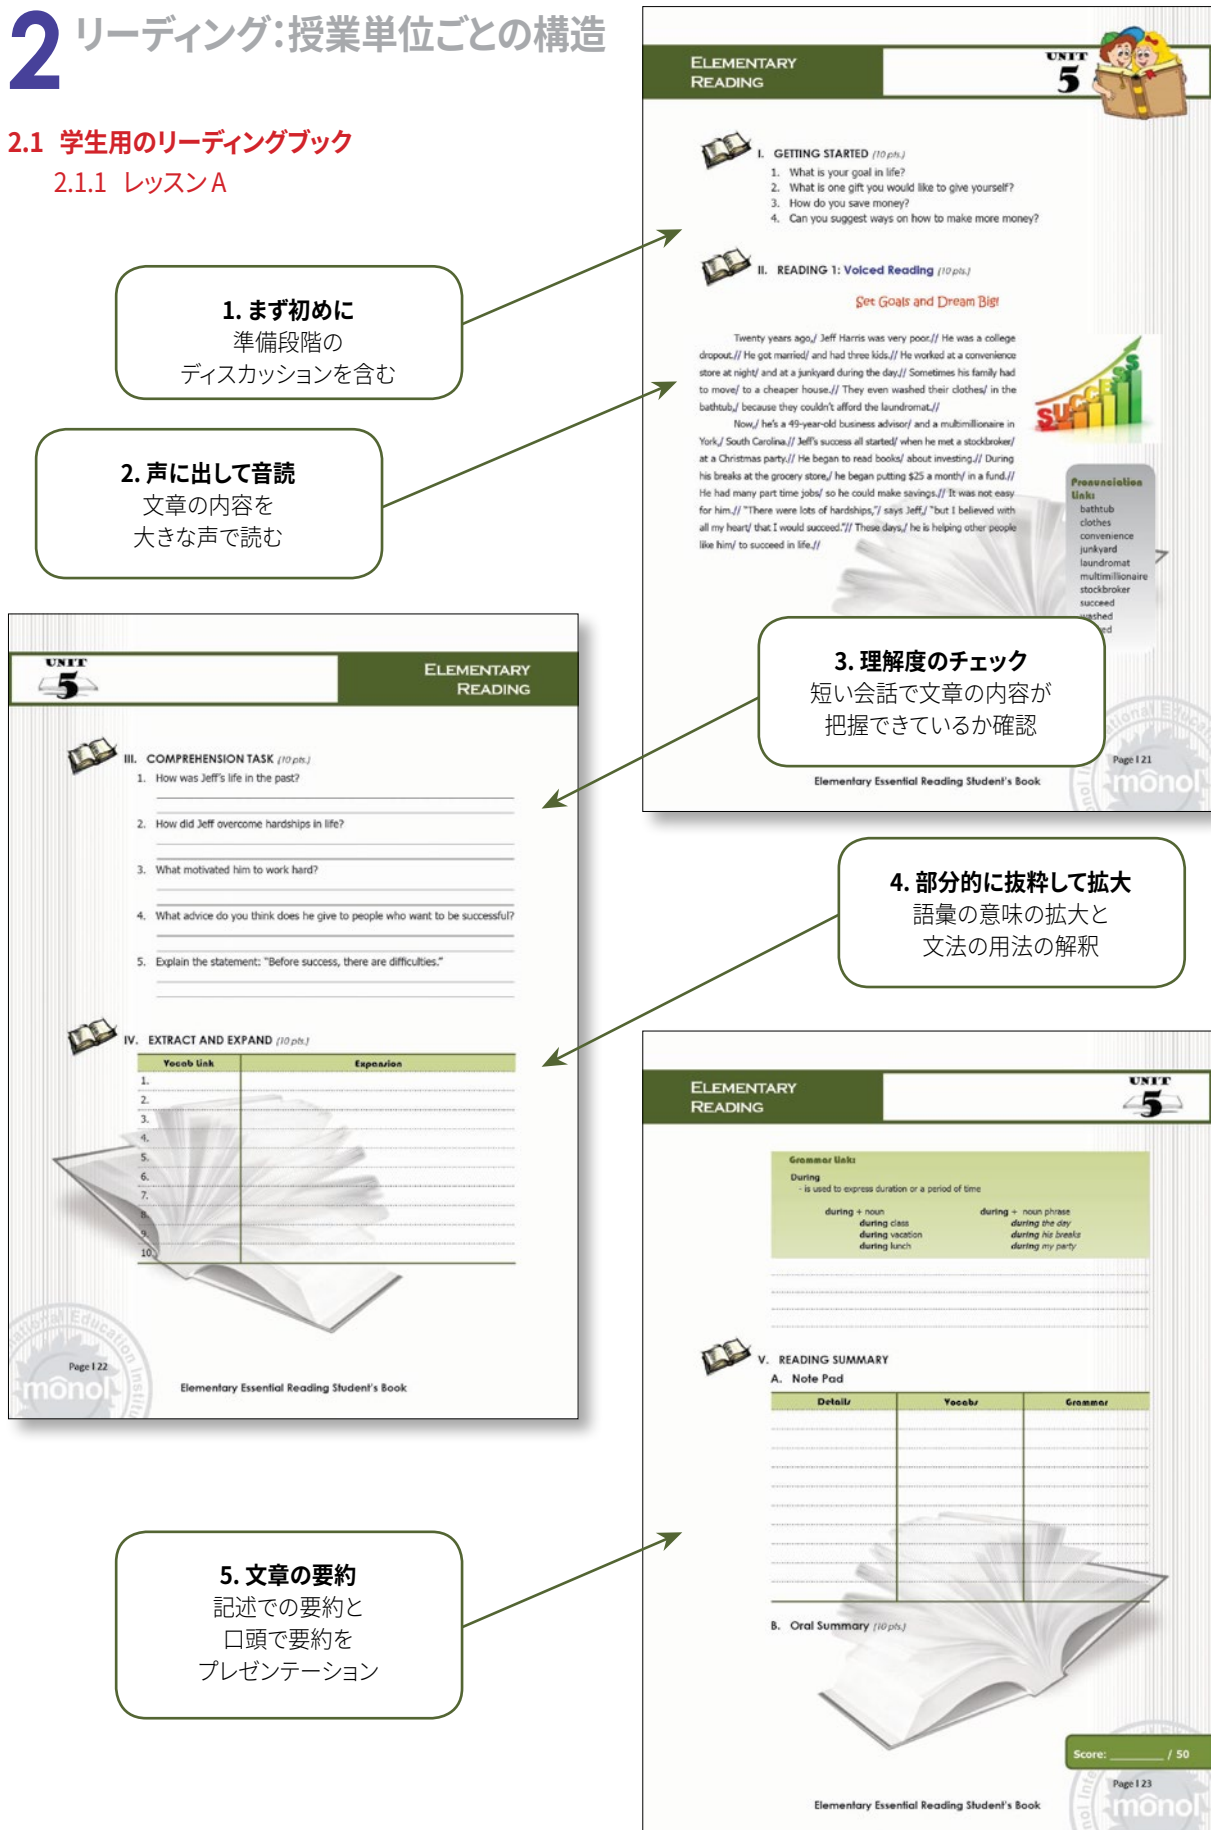 2 リーディング：授業単位ごとの構造
2.1 学生用のリーディングブック
2.1.1 レッスン A
1. まず初めに
準備段階の
ディスカッションを含む
2. 声に出して音読
文章の内容を
大きな声で読む
ELEMENTARY
READING
UNIT
5
I. GETTING STARTED (10 pts.)
1. What is your goal in life?
2. What is one gift you would like to give yourself?
3. How do you save money?
4. Can you suggest ways on how to make more money?
II. READING 1: Voiced Reading (10 pts.)
Set Goals and Dream Big!
Twenty years ago,/ Jeff Harris was very poor.// He was a college
dropout.// He got married/ and had three kids.// He worked at a convenience
store at night/ and at a junkyard during the day.// Sometimes his family had
to move/ to a cheaper house.// They even washed their clothes/ in the
bathtub,/ because they couldn't afford the laundromat.//
Now,/ he's a 49-year-old business advisor/ and a multimillionaire in
York,/ South Carolina.// Jeff's success all started/ when he met a stockbroker/
at a Christmas party.// He began to read books/ about investing.// During
his breaks at the grocery store,/ he began putting $25 a month/ in a fund.//
He had many part time jobs/ so he could make savings.// It was not easy
for him.// "There were lots of hardships,"/ says Jeff,/ "but I believed with
all my heart/ that I would succeed."// These days,/ he is helping other people
like him/ to succeed in life.//
SUCCESS
Pronunciation
Links
bathtub
clothes
convenience
junkyard
laundromat
multimillionaire
stockbroker
succeed
washed
3. 理解度のチェック
短い会話で文章の内容が
把握できているか確認
Page | 21
Elementary Essential Reading Student's Book
mônol
UNIT
5
ELEMENTARY
READING
III. COMPREHENSION TASK (10 pts.)
1. How was Jeff's life in the past?
2. How did Jeff overcome hardships in life?
3. What motivated him to work hard?
4. What advice do you think does he give to people who want to be successful?
5. Explain the statement: "Before success, there are difficulties."
IV. EXTRACT AND EXPAND (10 pts.)
Vocab Link Expansion
1.
2.
3.
4.
5.
6.
7.
8.
9.
10.
Page | 22
mônol
Elementary Essential Reading Student's Book
4. 部分的に抜粋して拡大
語彙の意味の拡大と
文法の用法の解釈
ELEMENTARY
READING
UNIT
5
Grammar Links
During
- is used to express duration or a period of time
during + noun during + noun phrase
during class during the day
during vacation during his breaks
during lunch during my party
V. READING SUMMARY
A. Note Pad
Details Vocabs Grammar
B. Oral Summary (10 pts.)
5. 文章の要約
記述での要約と
口頭で要約を
プレゼンテーション
Score: ________ / 50
Page | 23
Elementary Essential Reading Student's Book
mônol